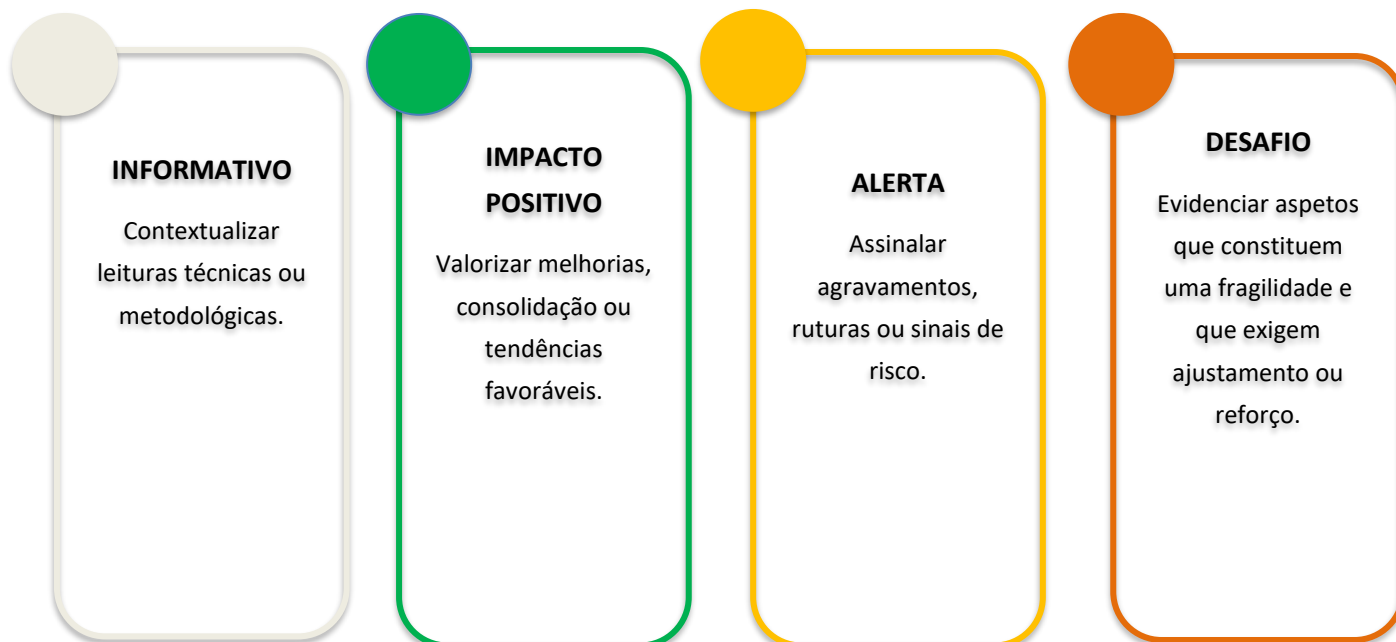 INFORMATIVO
Contextualizar
leituras técnicas ou
metodológicas.
IMPACTO
POSITIVO
Valorizar melhorias,
consolidação ou
tendências
favoráveis.
ALERTA
Assinalar
agravamentos,
ruturas ou sinais de
risco.
DESAFIO
Evidenciar aspetos
que constituem
uma fragilidade e
que exigem
ajustamento ou
reforço.